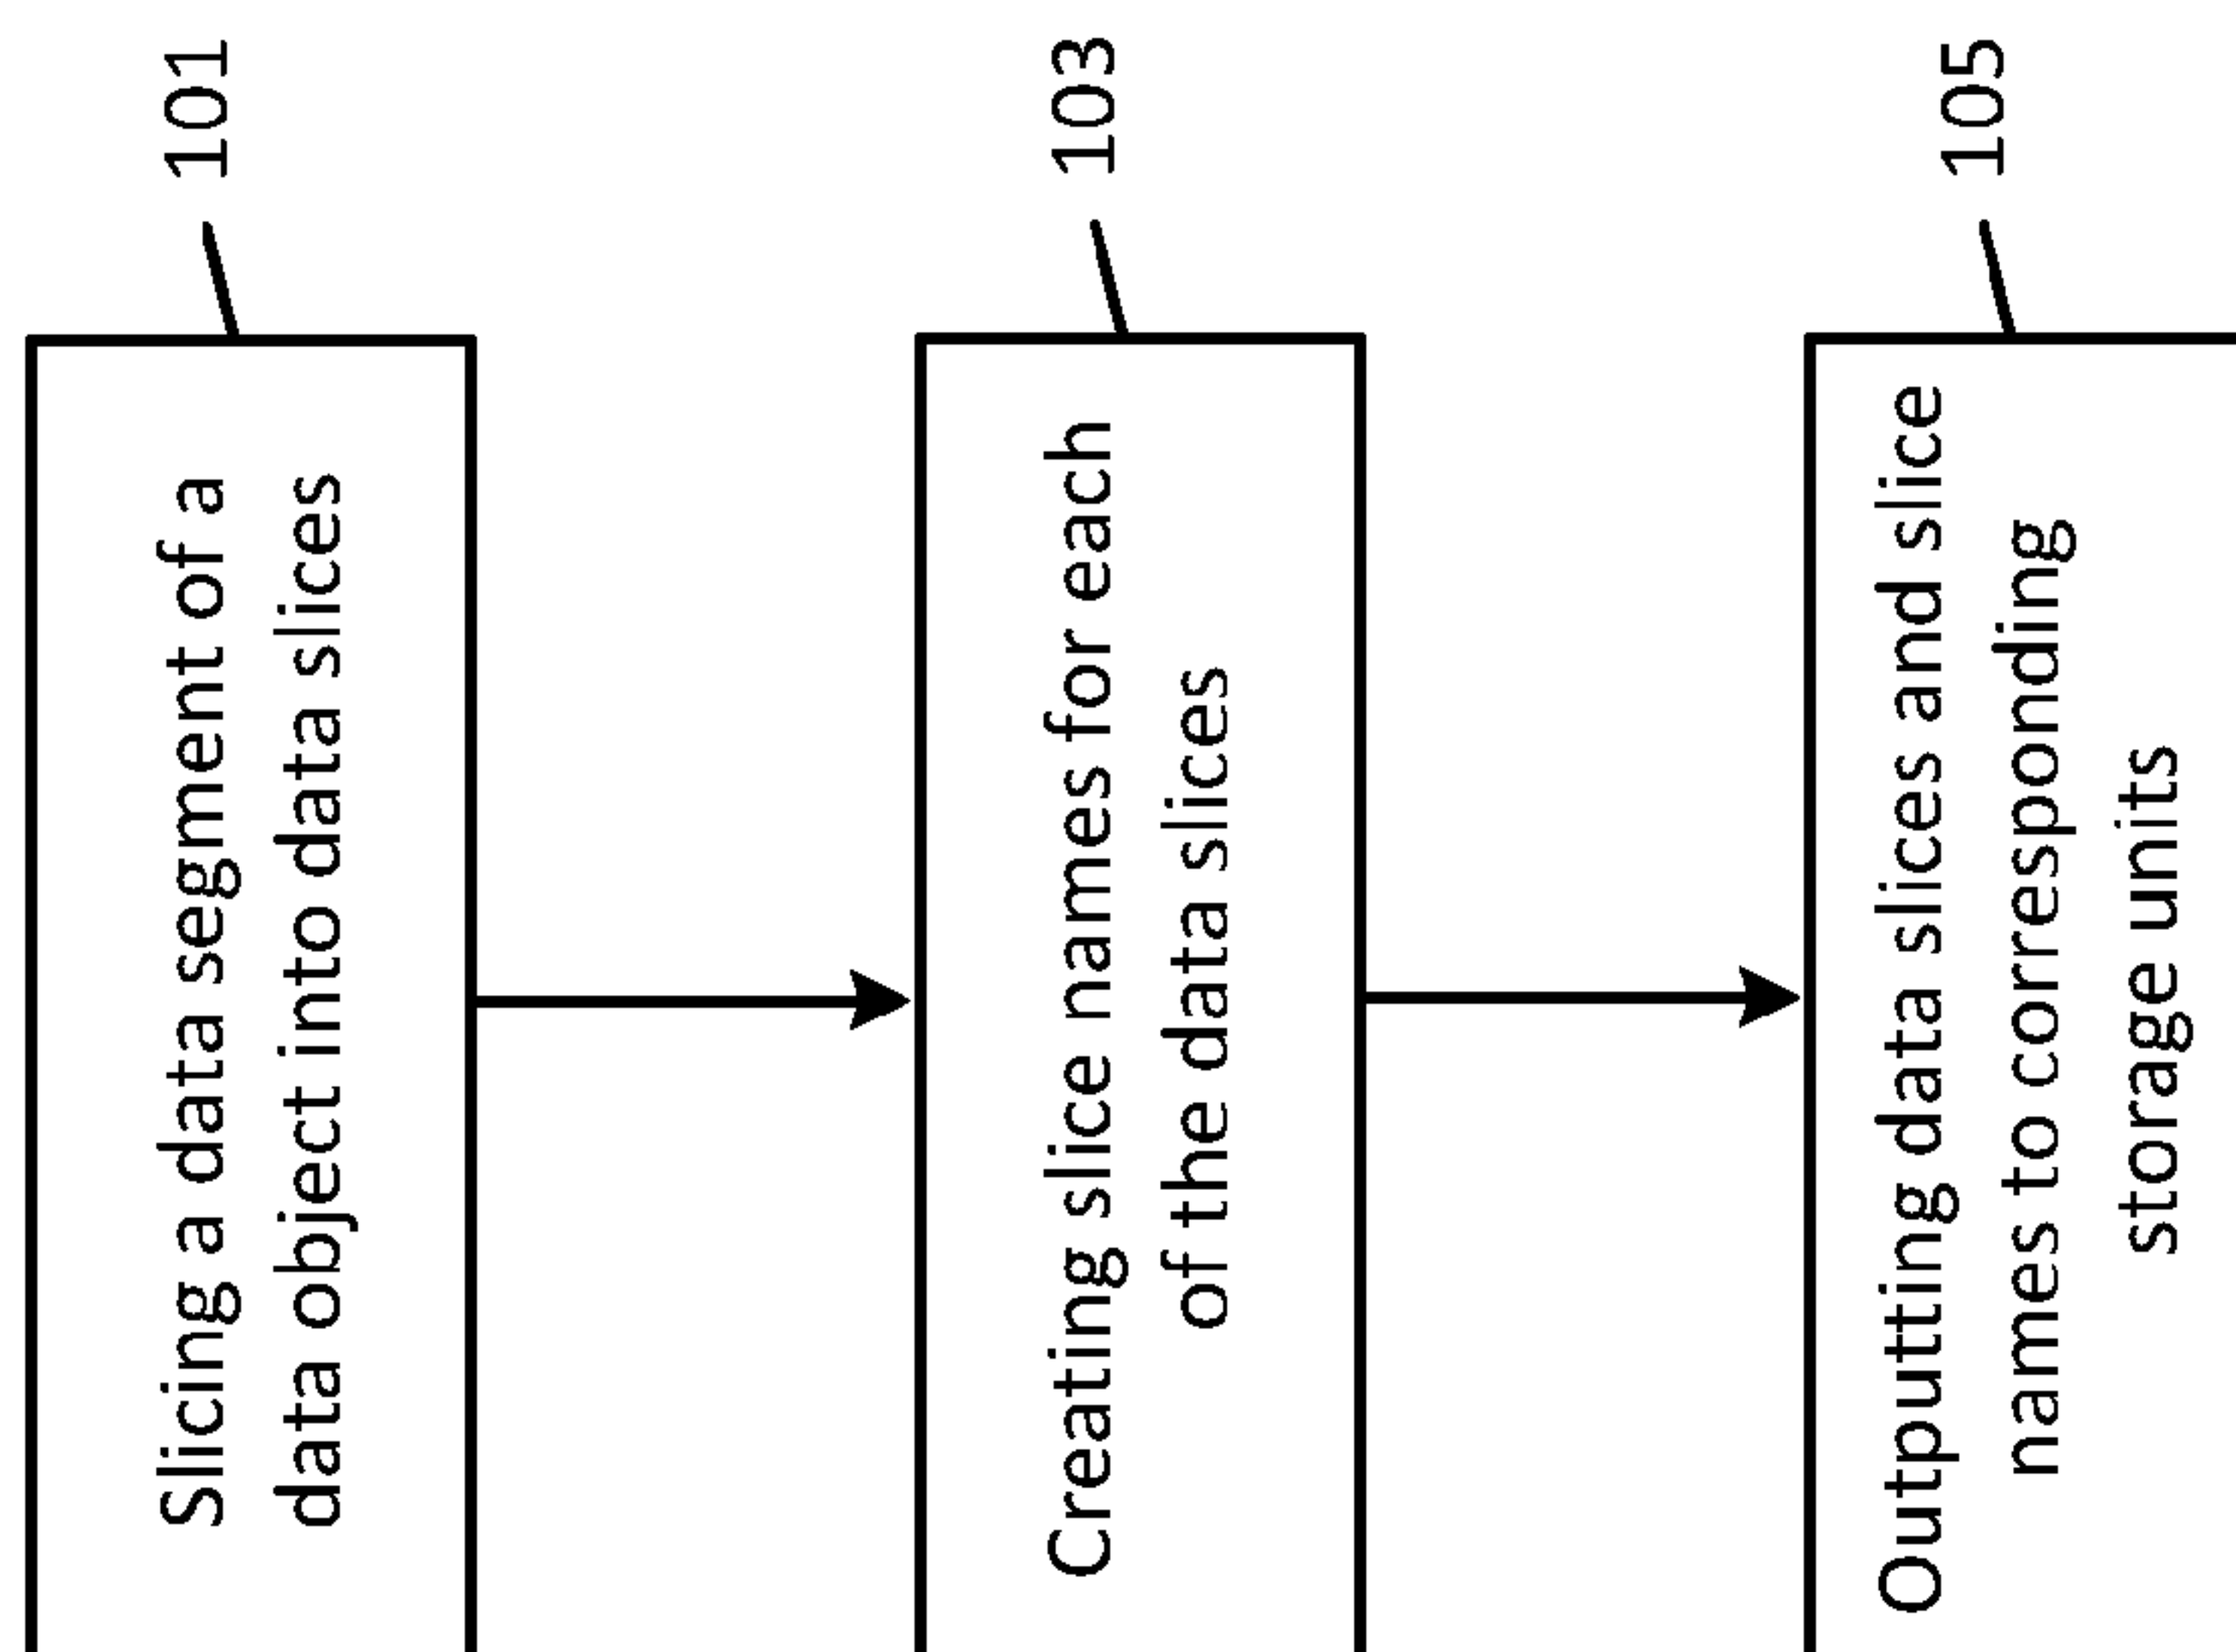 Slicing a data segment of a
data object into data slices
101
Creating slice names for each
of the data slices
103
Outputting data slices and slice
names to corresponding
storage units
105